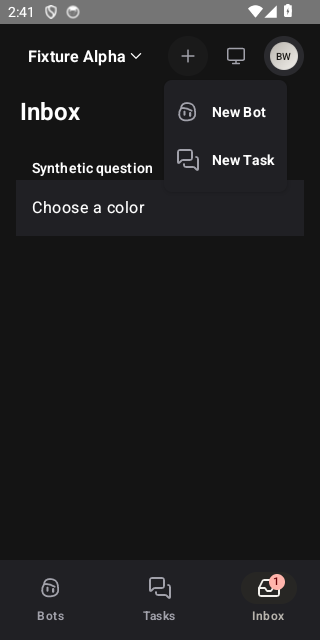 2:41
Fixture Alpha
BW
Inbox
New Bot
New Task
Synthetic question
Choose a color
1
Bots
Tasks
Inbox